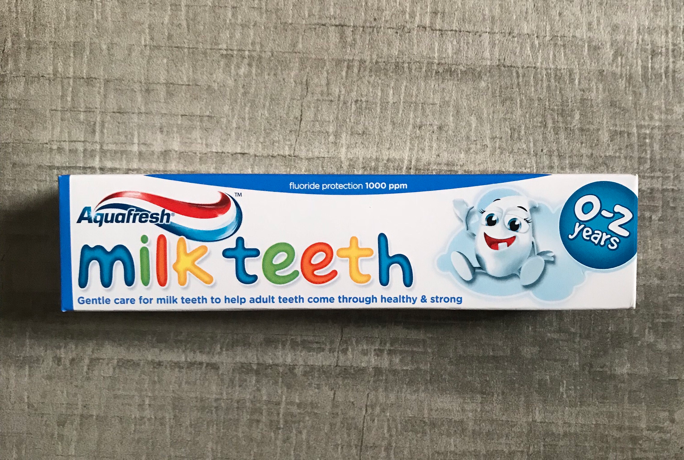 fluoride protection 1000 ppm
Aquafresh®
™
milk teeth
0-2
years
Gentle care for milk teeth to help adult teeth come through healthy & strong